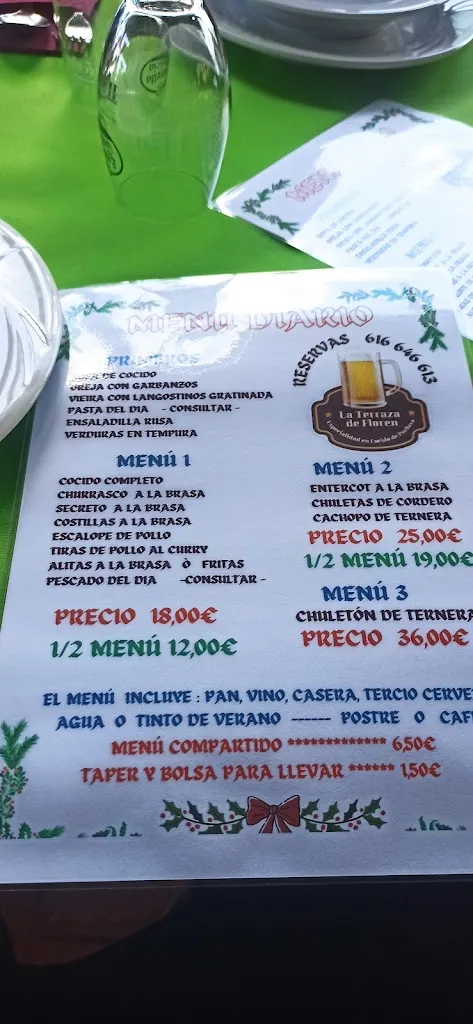 MENU DIARIO
PRIMEROS
DE COCIDO
OREJA CON GARBANZOS
VIEIRA CON LANGOSTINOS GRATINADA
PASTA DEL DIA - CONSULTAR -
ENSALADILLA RUSA
VERDURAS EN TEMPURA
RESERVAS 616 646 613
La Terraza
de Floren
Especialidad en Cocido de Puchero
MENÚ 1
COCIDO COMPLETO
CHURRASCO A LA BRASA
SECRETO A LA BRASA
COSTILLAS A LA BRASA
ESCALOPE DE POLLO
TIRAS DE POLLO AL CURRY
ALITAS A LA BRASA Ò FRITAS
PESCADO DEL DIA -CONSULTAR -
PRECIO 18,00€
1/2 MENÚ 12,00€
MENÚ 2
ENTERCOT A LA BRASA
CHULETAS DE CORDERO
CACHOPO DE TERNERA
PRECIO 25,00€
1/2 MENÚ 19,00€
MENÚ 3
CHULETÓN DE TERNERA
PRECIO 36,00€
EL MENÚ INCLUYE : PAN, VINO, CASERA, TERCIO CERVE
AGUA O TINTO DE VERANO ------ POSTRE O CAF
MENÚ COMPARTIDO ************* 6,50€
TAPER Y BOLSA PARA LLEVAR ****** 1,50€